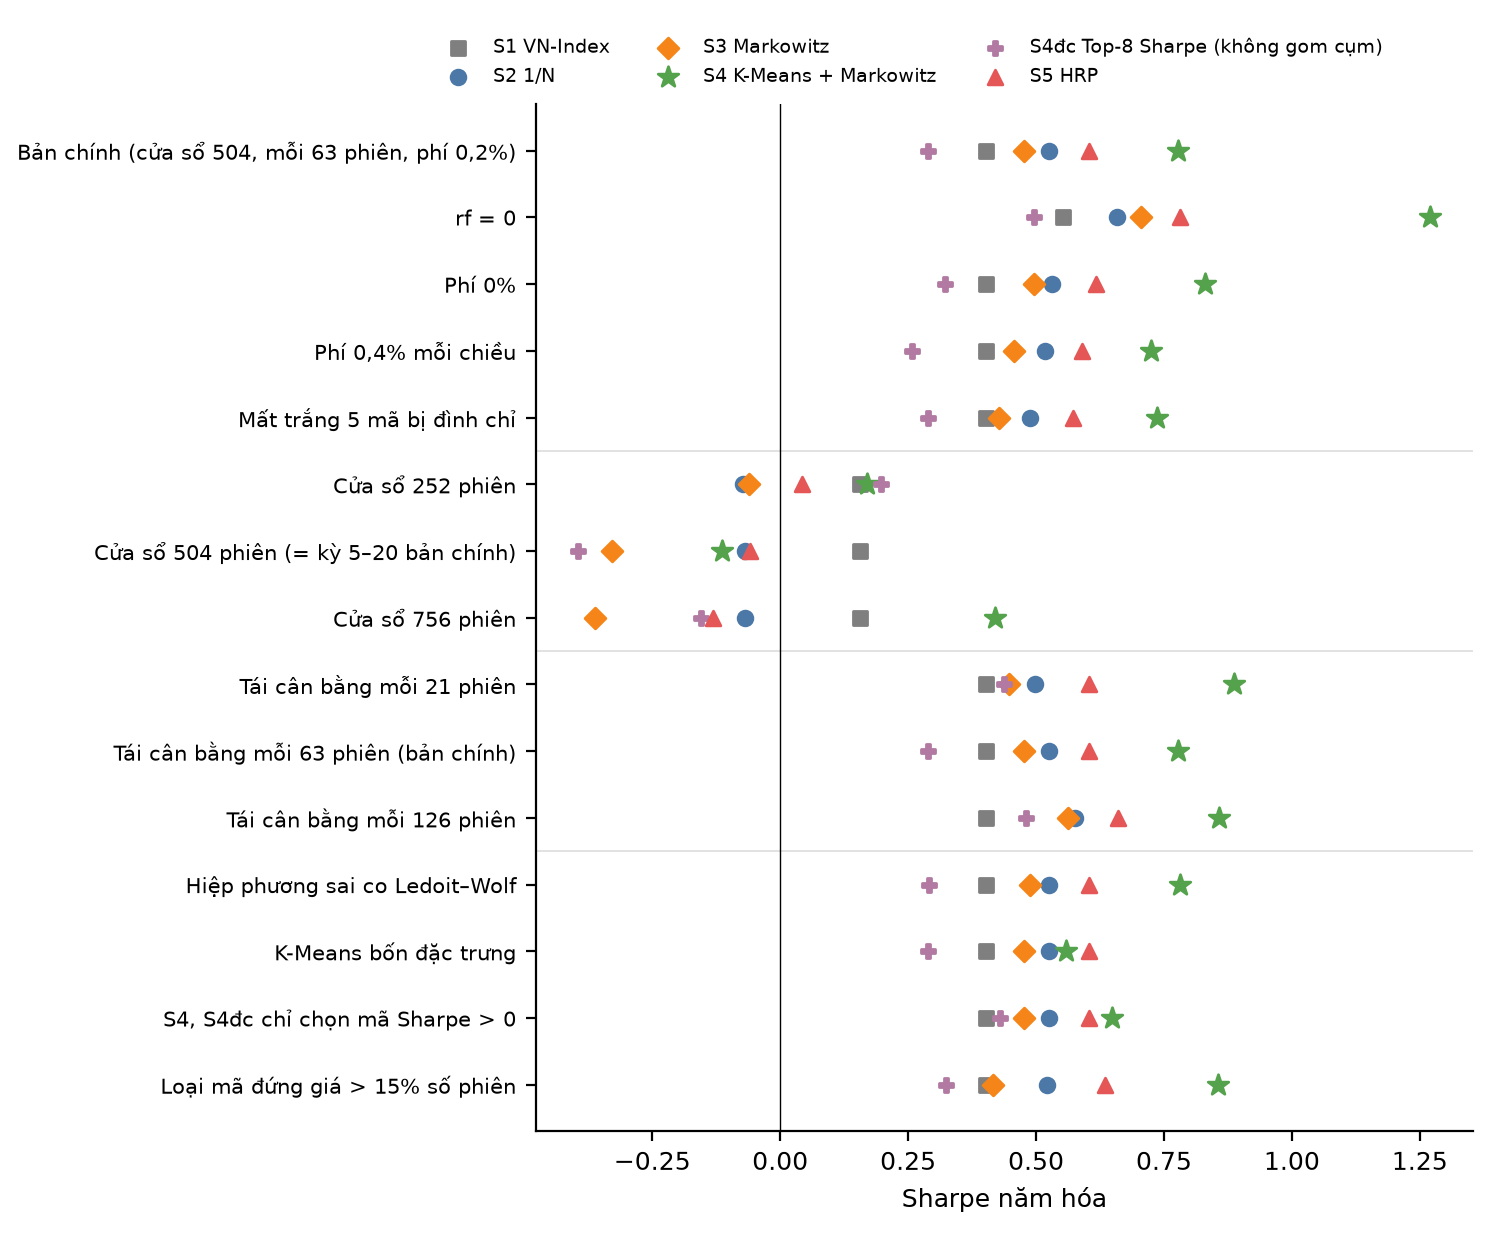 S1 VN-Index
S2 1/N
S3 Markowitz
S4 K-Means + Markowitz
S4đc Top-8 Sharpe (không gom cụm)
S5 HRP
Bản chính (cửa sổ 504, mỗi 63 phiên, phí 0,2%)
rf = 0
Phí 0%
Phí 0,4% mỗi chiều
Mất trắng 5 mã bị đình chỉ
Cửa sổ 252 phiên
Cửa sổ 504 phiên (= kỳ 5–20 bản chính)
Cửa sổ 756 phiên
Tái cân bằng mỗi 21 phiên
Tái cân bằng mỗi 63 phiên (bản chính)
Tái cân bằng mỗi 126 phiên
Hiệp phương sai co Ledoit–Wolf
K-Means bốn đặc trưng
S4, S4đc chỉ chọn mã Sharpe > 0
Loại mã đứng giá > 15% số phiên
−0.25 0.00 0.25 0.50 0.75 1.00 1.25
Sharpe năm hóa